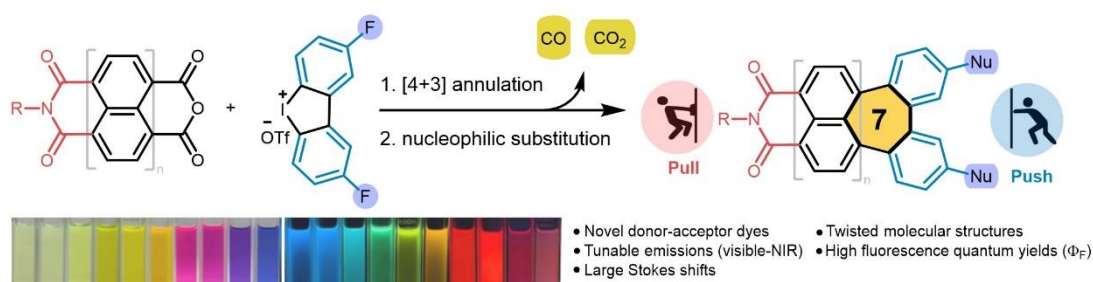 F
CO
CO2
O
O
O
O
O
R
N
n
+
I
+
−
OTf
F
1. [4+3] annulation
2. nucleophilic substitution
Pull
R
N
O
O
n
7
Nu
Nu
Push
• Novel donor-acceptor dyes
• Tunable emissions (visible-NIR)
• Large Stokes shifts
• Twisted molecular structures
• High fluorescence quantum yields (ΦF)